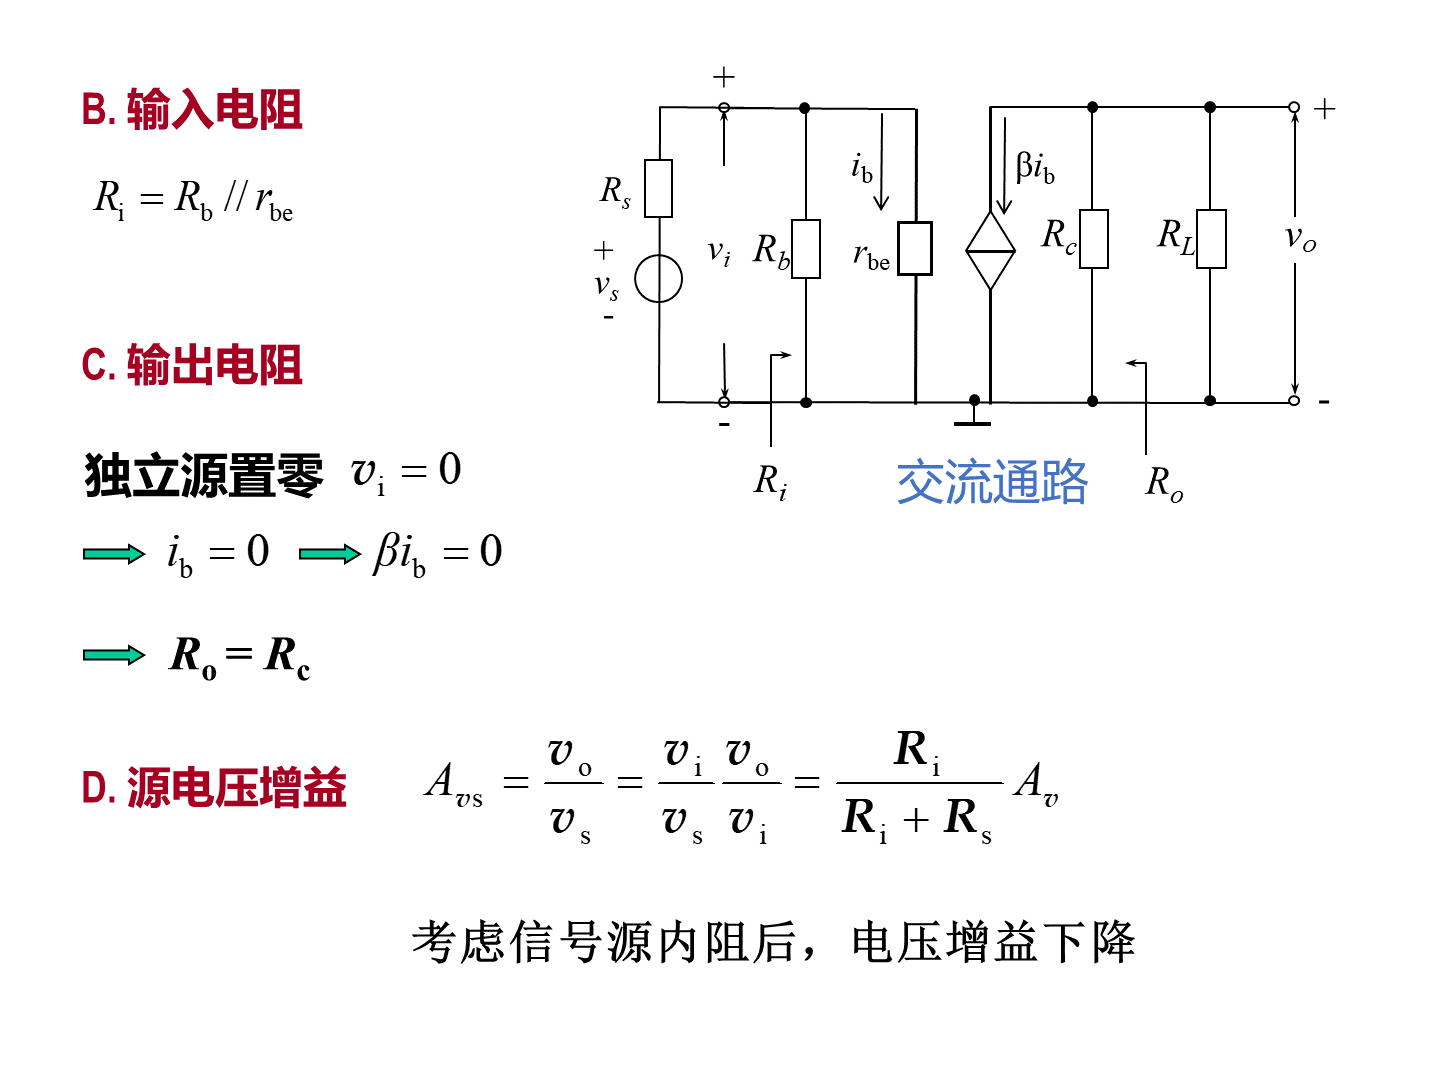 B. 输入电阻
Ri = Rb // rbe
C. 输出电阻
独立源置零 vi = 0
ib = 0 βib = 0
Ro = Rc
D. 源电压增益 Avs = vo/vs = vi/vs vo/vi = Ri/(Ri + Rs) Av
考虑信号源内阻后，电压增益下降
+
Rs
+
vs
-
vi
Rb
ib
rbe
βib
Rc
RL
+
vo
-
-
Ri
交流通路
Ro